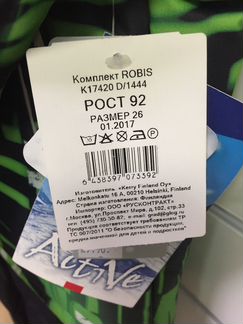 Комплект ROBIS
K17420 D/1444
РОСТ 92
РАЗМЕР 26
01.2017
6 438397 073392
Изготовитель «Kerry Finland Oy»
Адрес: Melkonkatu 16 A, 00210 Helsinki, Finland
Страна изготовления: Финляндия
Импортер: ООО «РУСКОНТРАКТ»
г.Москва, ул.Проспект Мира, д.102, стр.33
Продукция соответствует требованиям ТР
ТС 007/2011 "О безопасности продукции,
предназначенной для детей и подростков"
Active